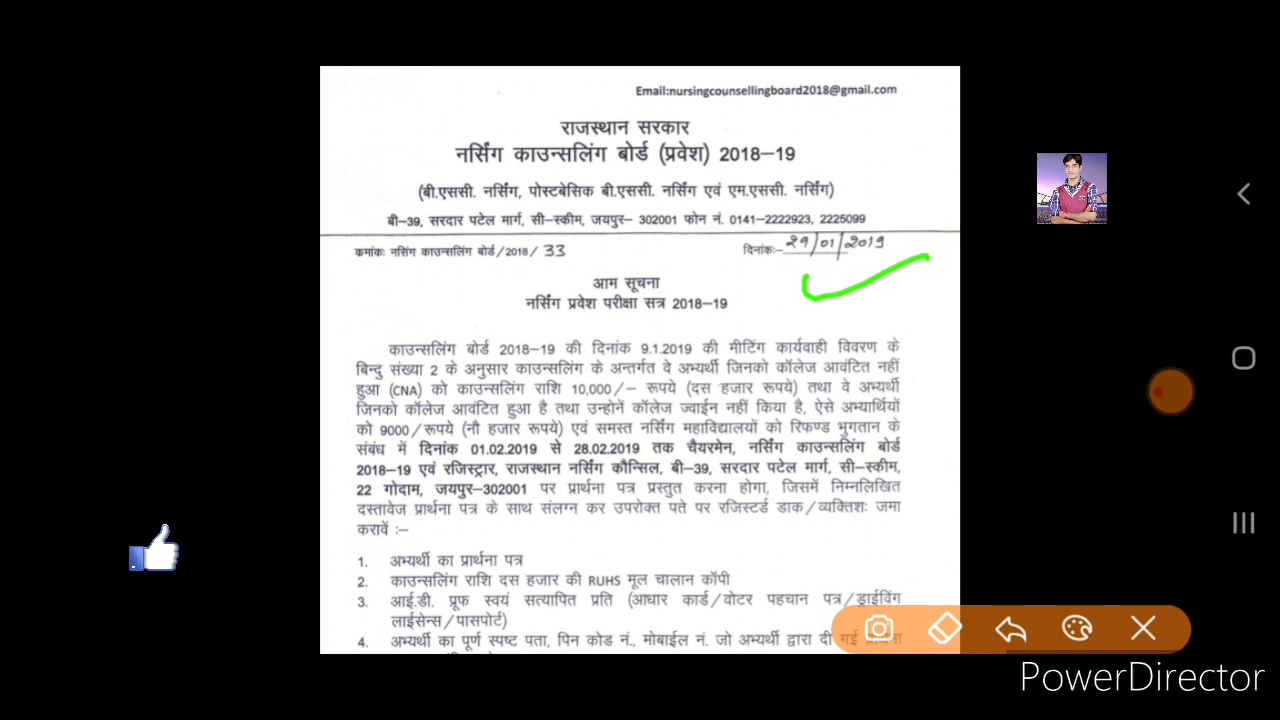 Email:nursingcounsellingboard2018@gmail.com
राजस्थान सरकार
नर्सिंग काउन्सलिंग बोर्ड (प्रवेश) 2018–19
(बी.एससी. नर्सिंग, पोस्टबेसिक बी.एससी. नर्सिंग एवं एम.एससी. नर्सिंग)
बी–39, सरदार पटेल मार्ग, सी–स्कीम, जयपुर– 302001 फोन नं. 0141–2222923, 2225099
कमांकः नसिंग काउन्सलिंग बोर्ड/2018/ 33 दिनांकः– 29/01/2019
आम सूचना
नर्सिंग प्रवेश परीक्षा सत्र 2018–19
काउन्सलिंग बोर्ड 2018–19 की दिनांक 9.1.2019 की मीटिंग कार्यवाही विवरण के
बिन्दु संख्या 2 के अनुसार काउन्सलिंग के अन्तर्गत वे अभ्यर्थी जिनको कॉलेज आवंटित नहीं
हुआ (CNA) को काउन्सलिंग राशि 10,000/– रूपये (दस हजार रूपये) तथा वे अभ्यर्थी
जिनको कॉलेज आवंटित हुआ है तथा उन्होनें कॉलेज ज्वाईन नहीं किया है, ऐसे अभ्यार्थियों
को 9000/रूपये (नौ हजार रूपये) एवं समस्त नर्सिंग महाविद्यालयों को रिफण्ड भुगतान के
संबंध में दिनांक 01.02.2019 से 28.02.2019 तक चैयरमेन, नर्सिंग काउन्सलिंग बोर्ड
2018–19 एवं रजिस्ट्रार, राजस्थान नर्सिंग कौन्सिल, बी–39, सरदार पटेल मार्ग, सी–स्कीम,
22 गोदाम, जयपुर–302001 पर प्रार्थना पत्र प्रस्तुत करना होगा, जिसमें निम्नलिखित
दस्तावेज प्रार्थना पत्र के साथ संलग्न कर उपरोक्त पते पर रजिस्टर्ड डाक/व्यक्तिशः जमा
करावें :–
1. अभ्यर्थी का प्रार्थना पत्र
2. काउन्सलिंग राशि दस हजार की RUHS मूल चालान कॉपी
3. आई.डी. प्रूफ स्वयं सत्यापित प्रति (आधार कार्ड/वोटर पहचान पत्र/ड्राईविंग
लाईसेन्स/पासपोर्ट)
4. अभ्यर्थी का पूर्ण स्पष्ट पता, पिन कोड नं., मोबाईल नं. जो अभ्यर्थी द्वारा दी गई प्रार्थना
PowerDirector